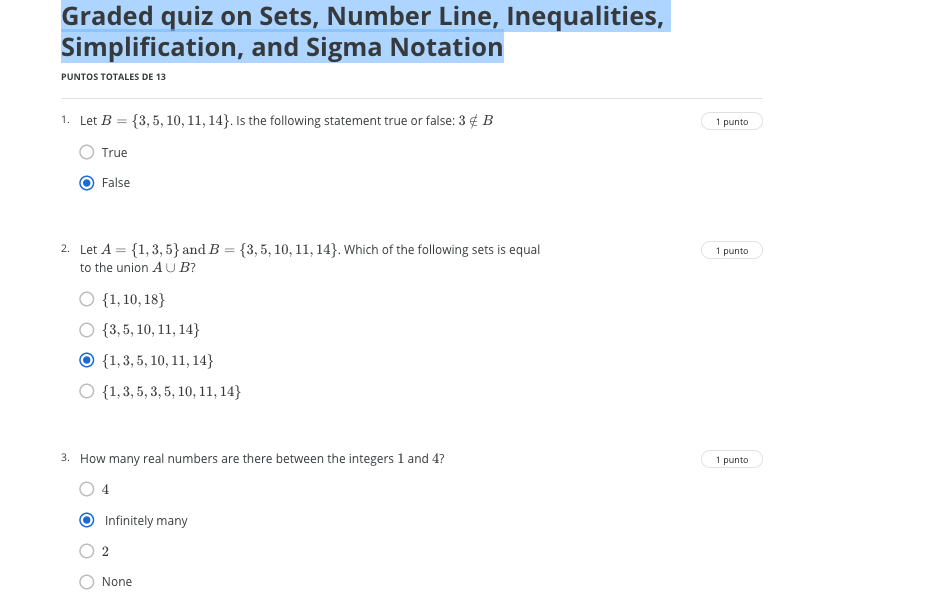 Graded quiz on Sets, Number Line, Inequalities,
Simplification, and Sigma Notation
PUNTOS TOTALES DE 13
1. Let B = {3, 5, 10, 11, 14}. Is the following statement true or false: 3 ∉ B
1 punto
True
False
2. Let A = {1, 3, 5} and B = {3, 5, 10, 11, 14}. Which of the following sets is equal
to the union A ∪ B?
1 punto
{1, 10, 18}
{3, 5, 10, 11, 14}
{1, 3, 5, 10, 11, 14}
{1, 3, 5, 3, 5, 10, 11, 14}
3. How many real numbers are there between the integers 1 and 4?
1 punto
4
Infinitely many
2
None